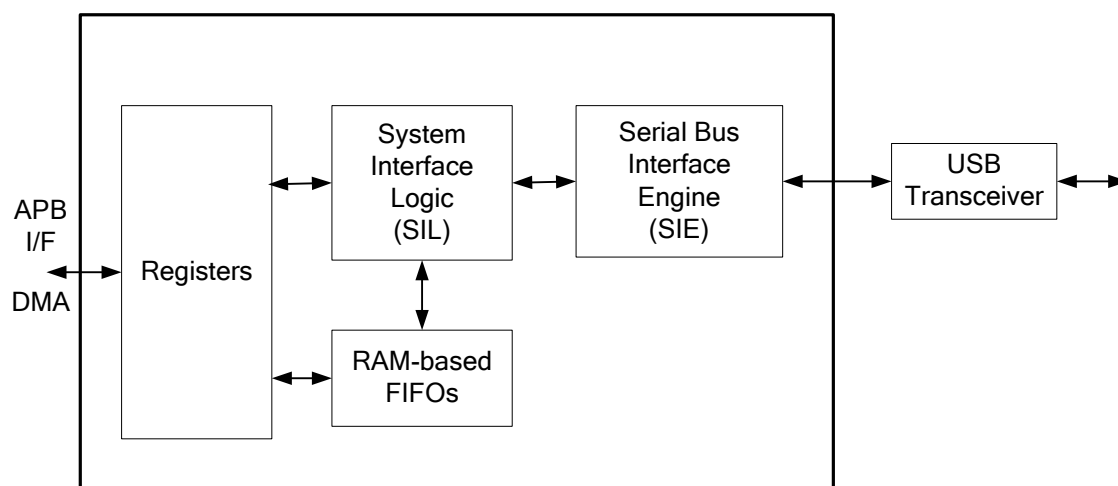 APB
I/F
DMA
Registers
System
Interface
Logic
(SIL)
RAM-based
FIFOs
Serial Bus
Interface
Engine
(SIE)
USB
Transceiver